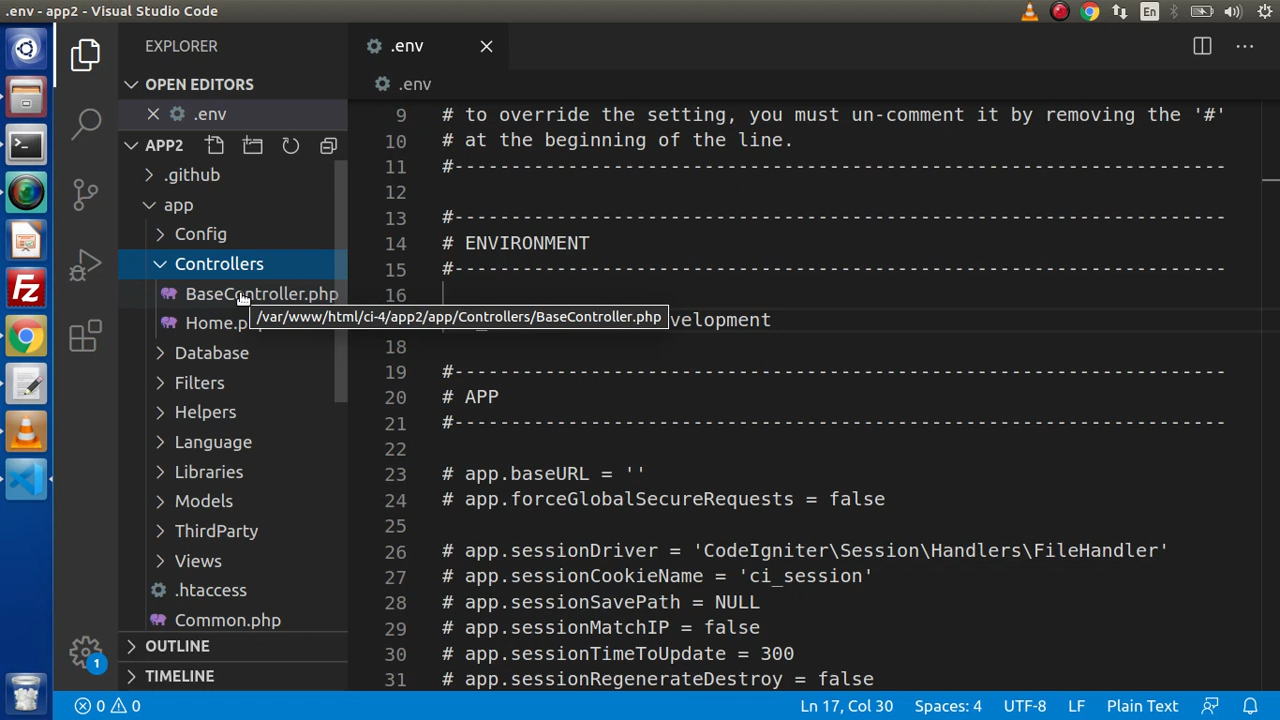 .env - app2 - Visual Studio Code
En
EXPLORER
OPEN EDITORS
.env
APP2
.github
app
Config
Controllers
BaseController.php
Home.p
Database
Filters
Helpers
Language
Libraries
Models
ThirdParty
Views
.htaccess
Common.php
OUTLINE
TIMELINE
1
.env
.env
/var/www/html/ci-4/app2/app/Controllers/BaseController.php
9 # to override the setting, you must un-comment it by removing the '#'
10 # at the beginning of the line.
11 #--------------------------------------------------------------------
12
13 #--------------------------------------------------------------------
14 # ENVIRONMENT
15 #--------------------------------------------------------------------
16
velopment
18
19 #--------------------------------------------------------------------
20 # APP
21 #--------------------------------------------------------------------
22
23 # app.baseURL = ''
24 # app.forceGlobalSecureRequests = false
25
26 # app.sessionDriver = 'CodeIgniter\Session\Handlers\FileHandler'
27 # app.sessionCookieName = 'ci_session'
28 # app.sessionSavePath = NULL
29 # app.sessionMatchIP = false
30 # app.sessionTimeToUpdate = 300
31 # app.sessionRegenerateDestroy = false
0 0
Ln 17, Col 30
Spaces: 4
UTF-8
LF
Plain Text